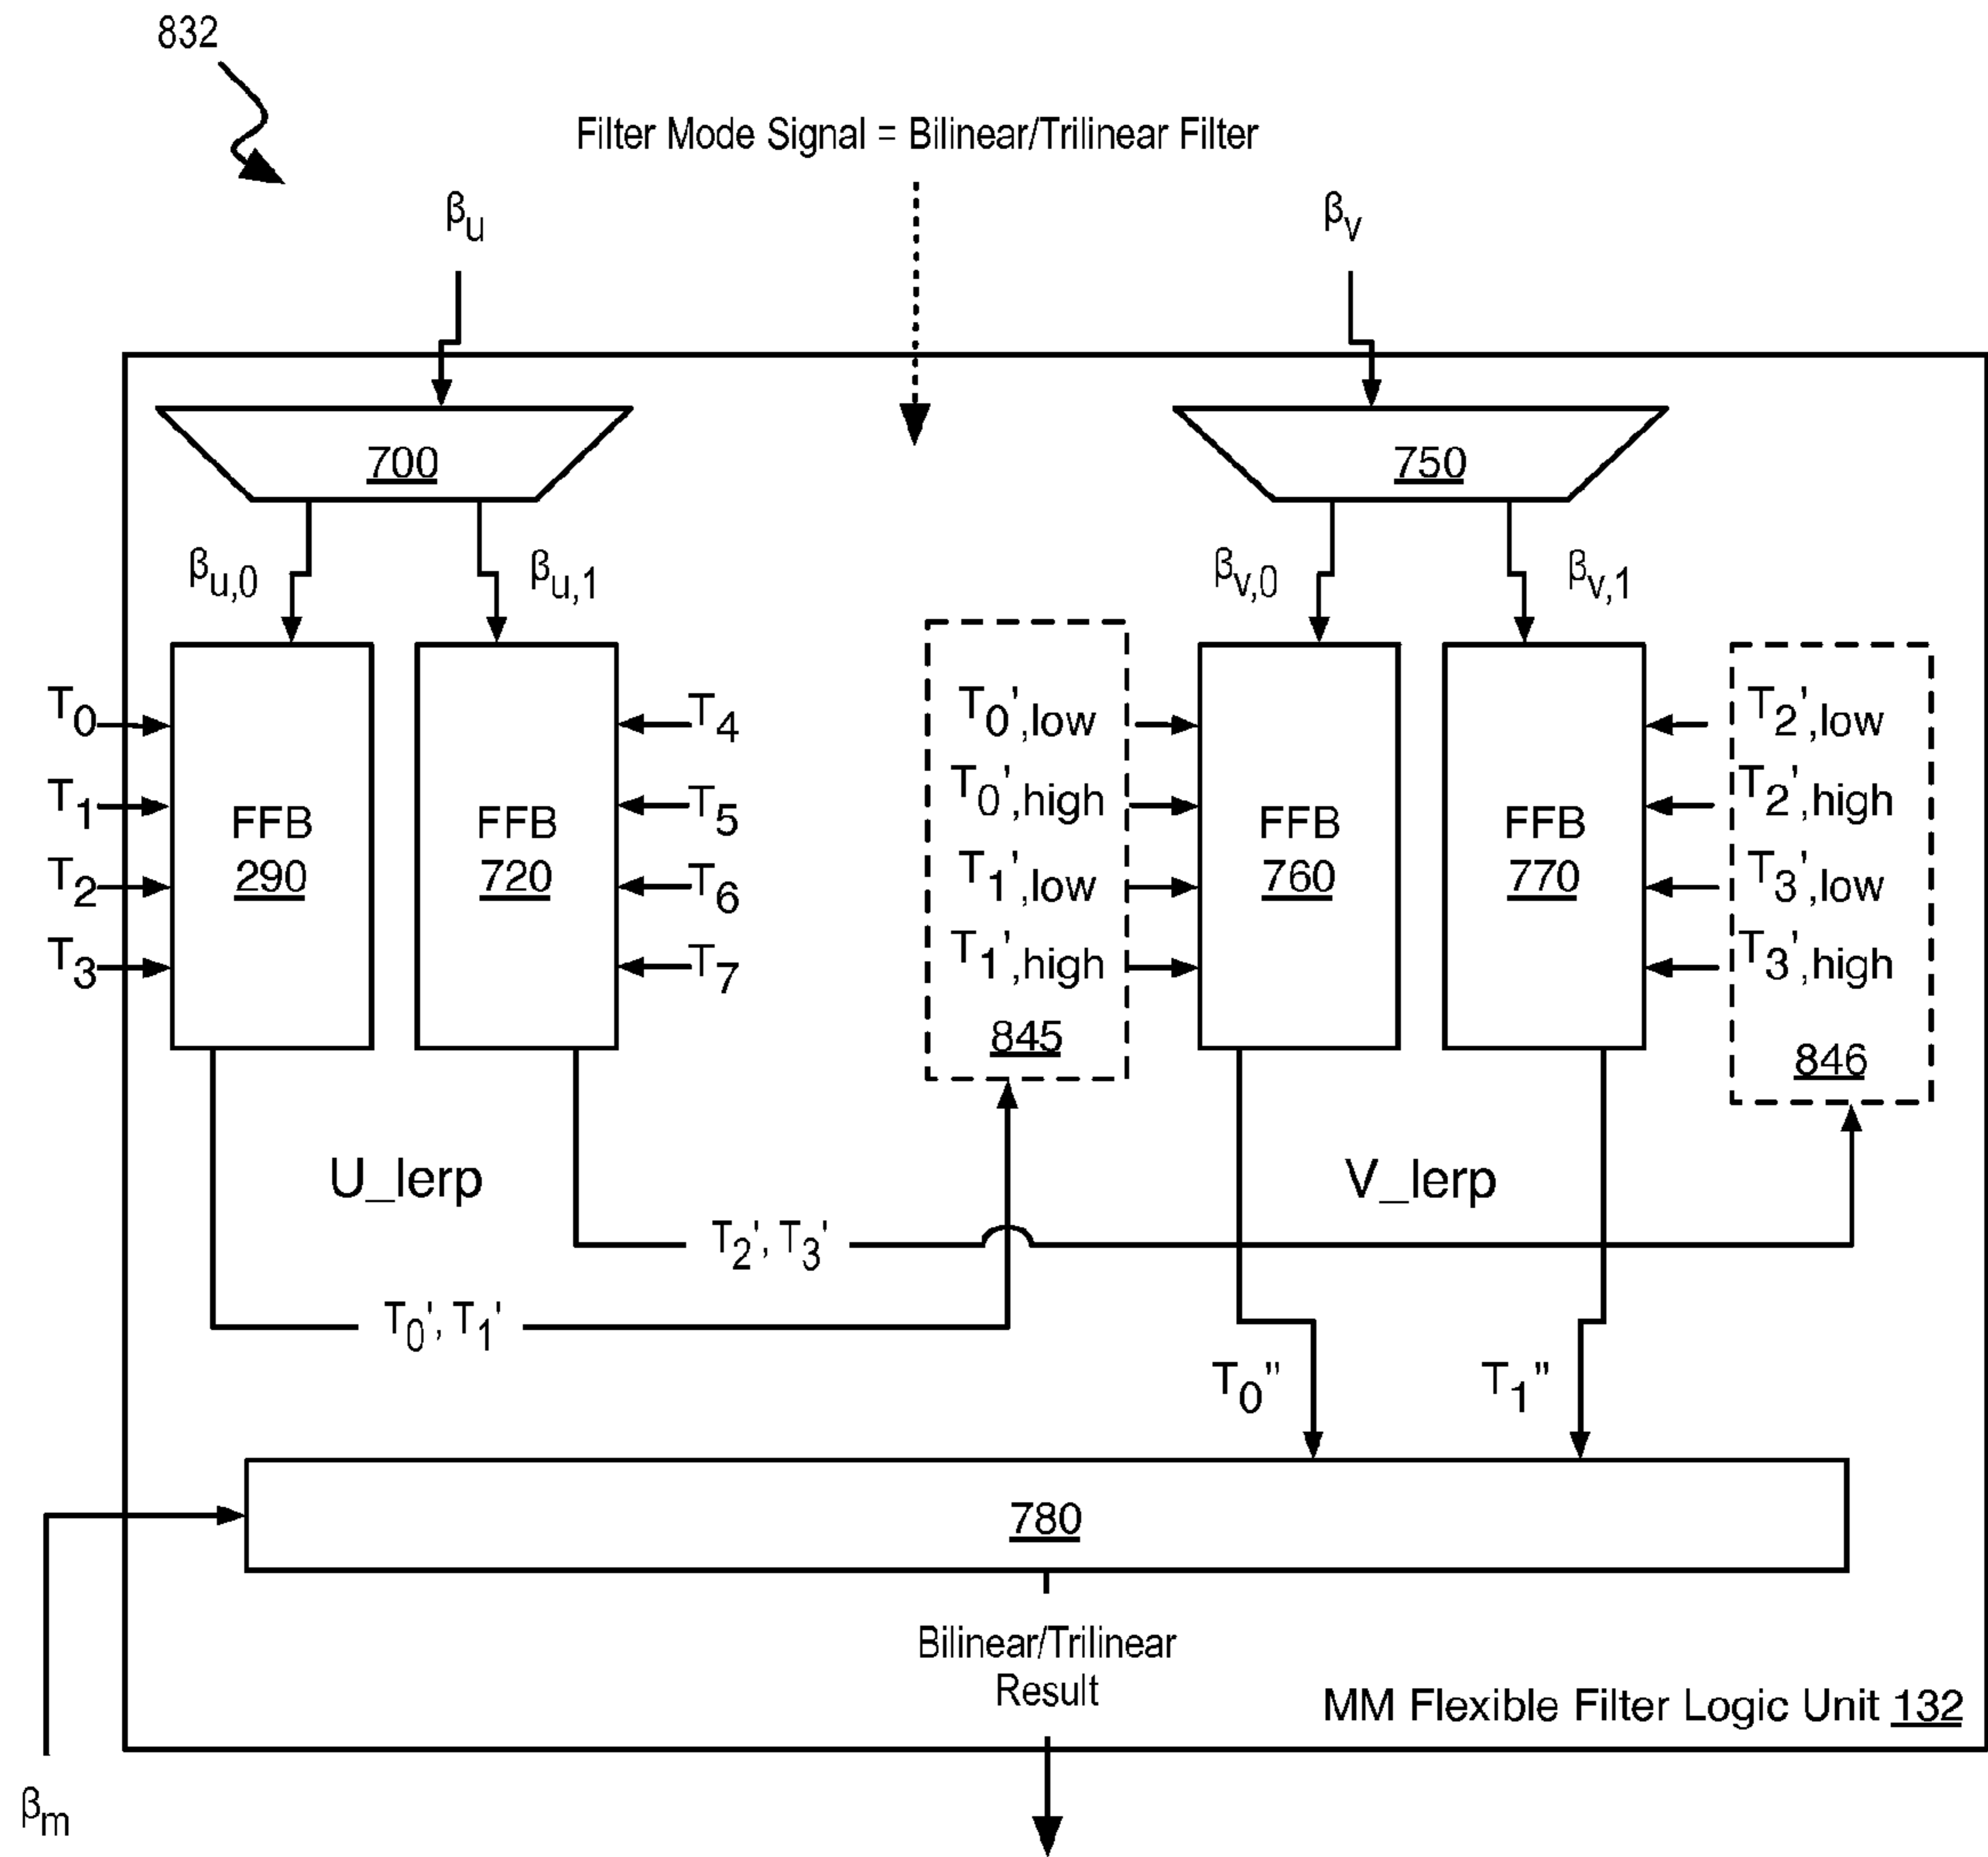 832
Filter Mode Signal = Bilinear/Trilinear Filter
βu
βv
700
750
βu,0
βu,1
βv,0
βv,1
T0
T1
T2
T3
FFB
290
FFB
720
T4
T5
T6
T7
T0',low
T0',high
T1',low
T1',high
845
FFB
760
FFB
770
T2',low
T2',high
T3',low
T3',high
846
U_lerp
V_lerp
T2', T3'
T0', T1'
T0"
T1"
780
Bilinear/Trilinear
Result
MM Flexible Filter Logic Unit 132
βm